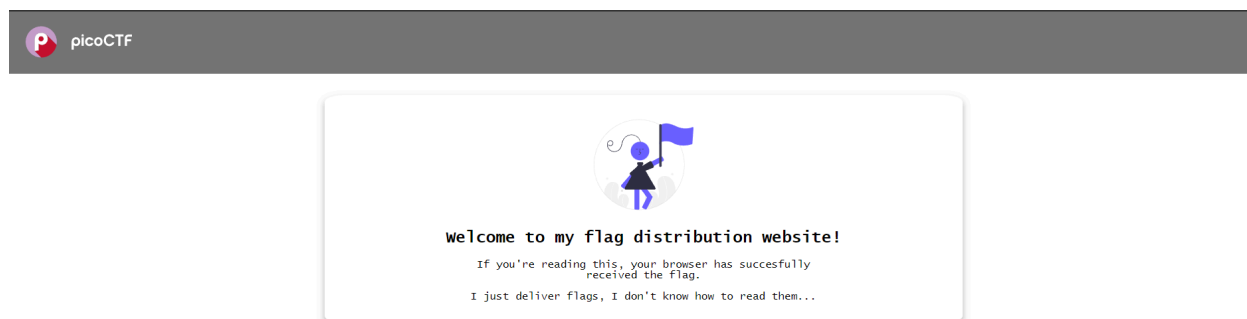 picoCTF
Welcome to my flag distribution website!
If you're reading this, your browser has succesfully
received the flag.
I just deliver flags, I don't know how to read them...